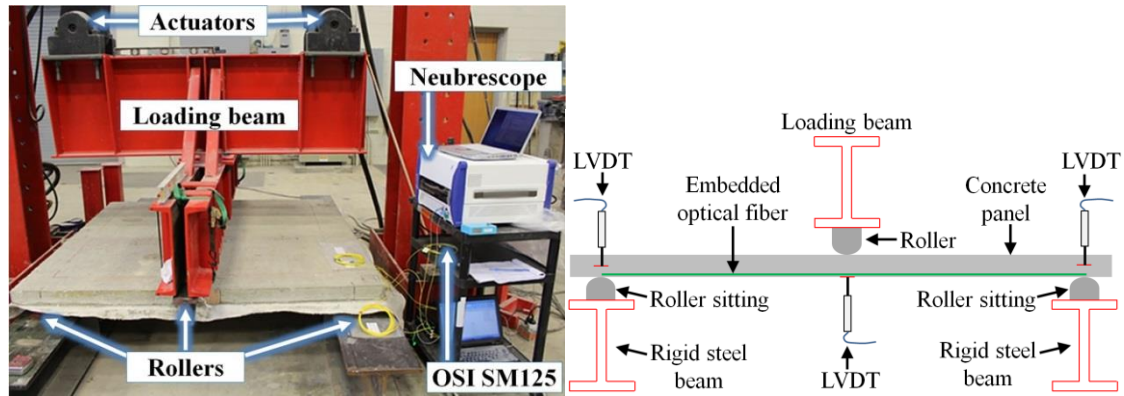 Actuators
Neubrescope
Loading beam
Rollers
OSI SM125
Loading beam
LVDT
LVDT
Embedded
optical fiber
Concrete
panel
Roller
Roller sitting
Roller sitting
Rigid steel
beam
LVDT
Rigid steel
beam